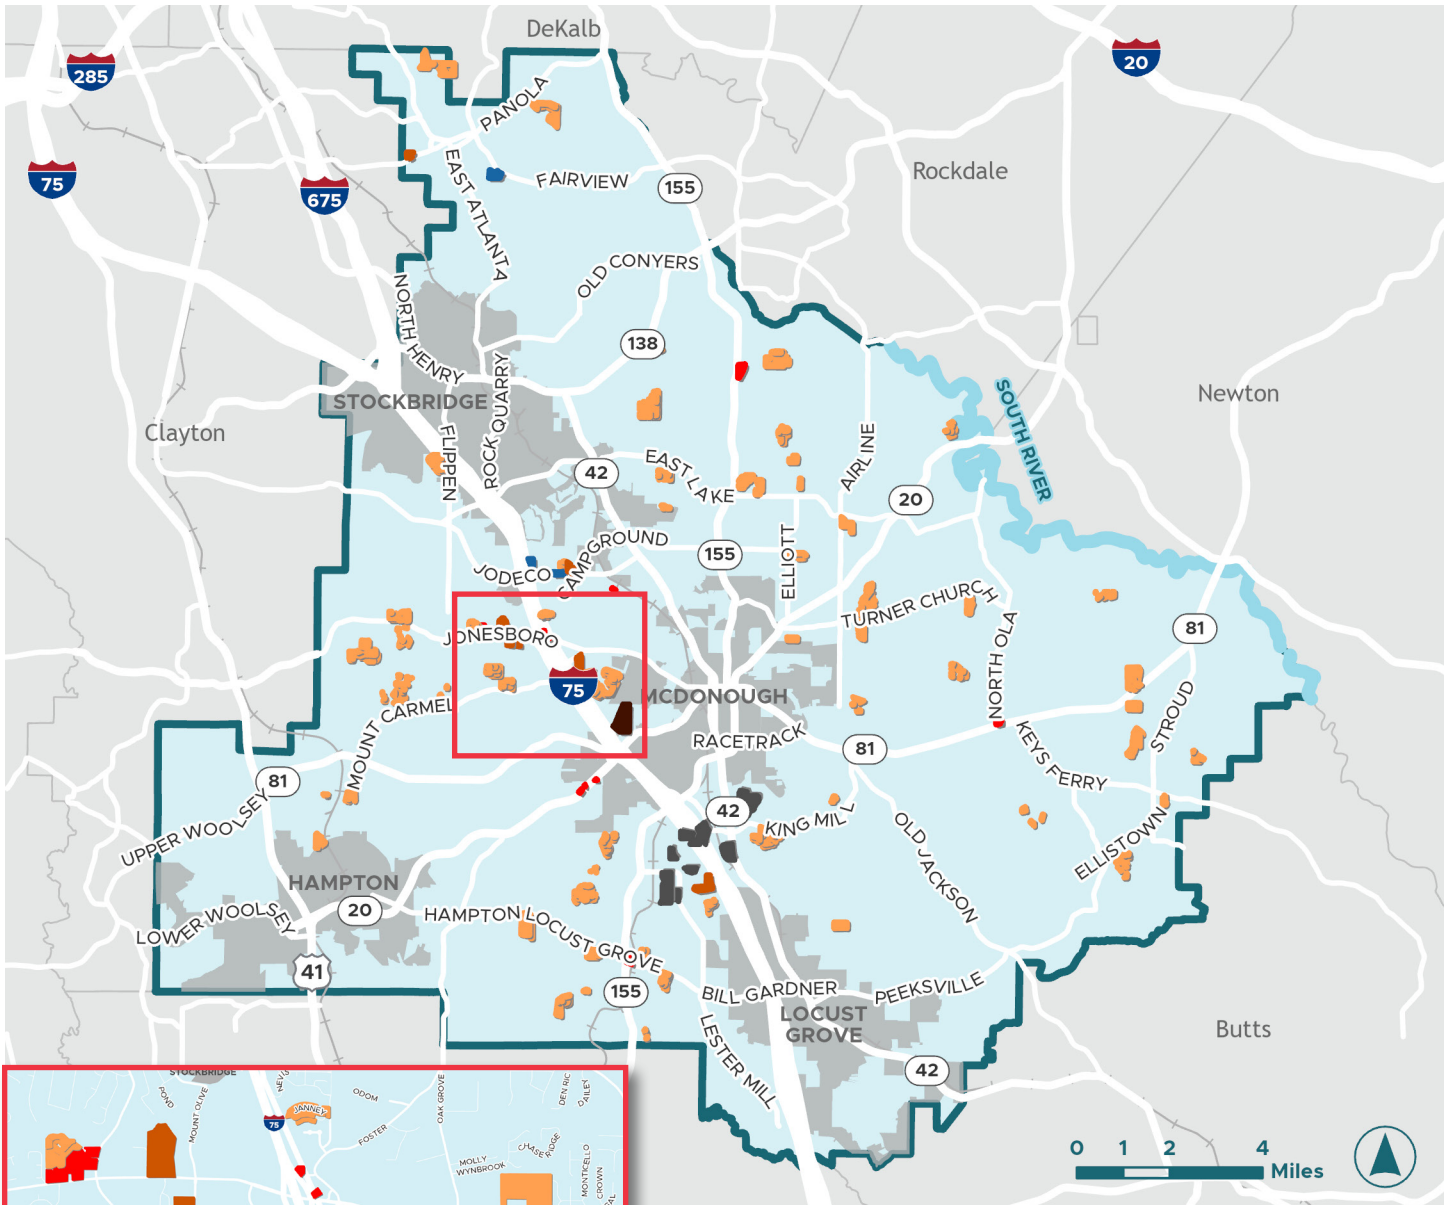 DeKalb
285
20
PANOLA
75
675
EAST ATLANTA
FAIRVIEW
155
Rockdale
OLD CONYERS
NORTH HENRY
138
ROCK QUARRY
STOCKBRIDGE
Clayton
FLIPPEN
Newton
SOUTH RIVER
42
EAST LAKE
AIRLINE
20
CAMPGROUND
155
ELLIOTT
JODECO
TURNER CHURCH
JONESBORO
NORTH OLA
81
75
MCDONOUGH
MOUNT CARMEL
RACETRACK
81
STROUD
KEYS FERRY
81
UPPER WOOLSEY
42
KING MILL
OLD JACKSON
ELLISTOWN
HAMPTON
20
LOWER WOOLSEY
HAMPTON LOCUST GROVE
41
155
BILL GARDNER
PEEKSVILLE
LOCUST
GROVE
Butts
LESTER MILL
42
STOCKBRIDGE
POND
MOUNT OLIVE
75
JANNEY
ODOM
FOSTER
OAK GROVE
DEN RIC
DAILEY
MOLLY
WYNBROOK
CHASE RIDGE
MONTICELLO
CROWN
0 1 2 4
Miles